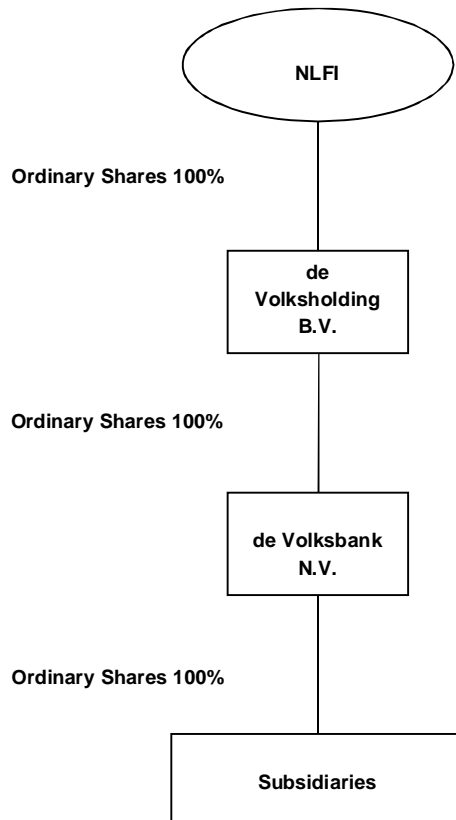 NLFI
Ordinary Shares 100%
de
Volksholding
B.V.
Ordinary Shares 100%
de Volksbank
N.V.
Ordinary Shares 100%
Subsidiaries